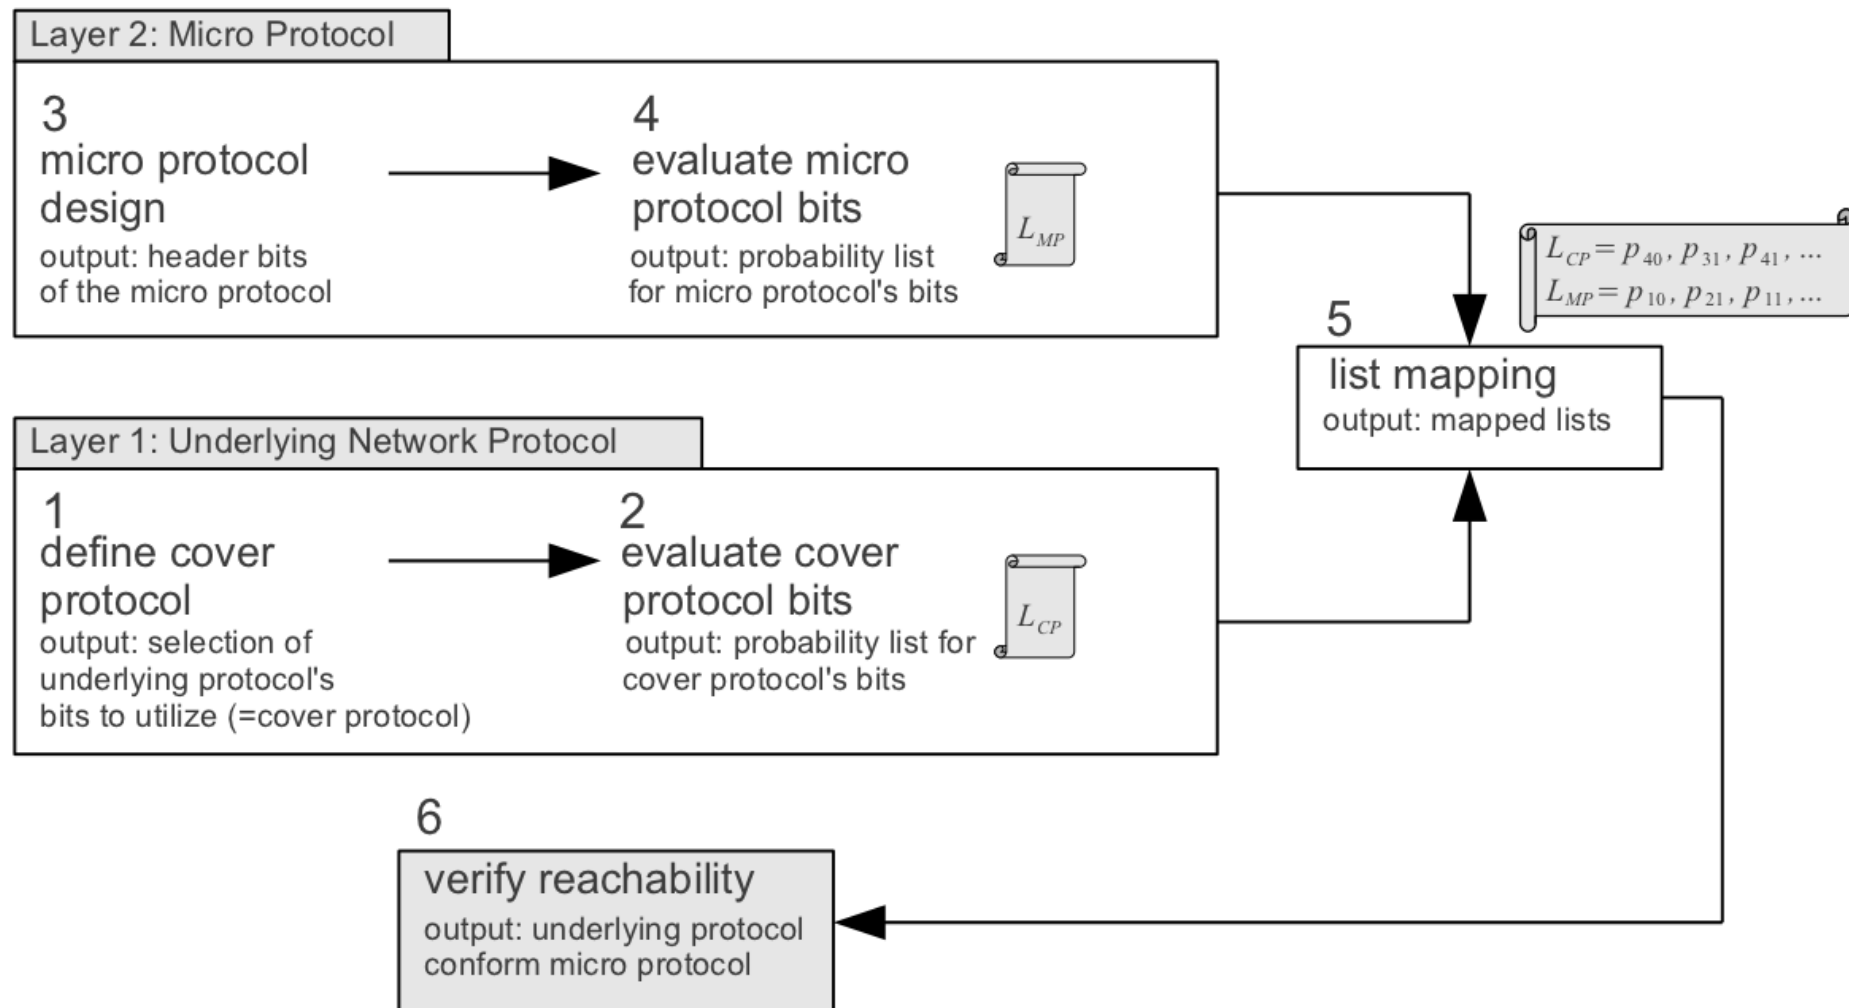 Layer 2: Micro Protocol
3
micro protocol
design
output: header bits
of the micro protocol
4
evaluate micro
protocol bits
output: probability list
for micro protocol's bits
L_MP
L_CP = p_40, p_31, p_41, ...
L_MP = p_10, p_21, p_11, ...
5
list mapping
output: mapped lists
Layer 1: Underlying Network Protocol
1
define cover
protocol
output: selection of
underlying protocol's
bits to utilize (=cover protocol)
2
evaluate cover
protocol bits
output: probability list for
cover protocol's bits
L_CP
6
verify reachability
output: underlying protocol
conform micro protocol